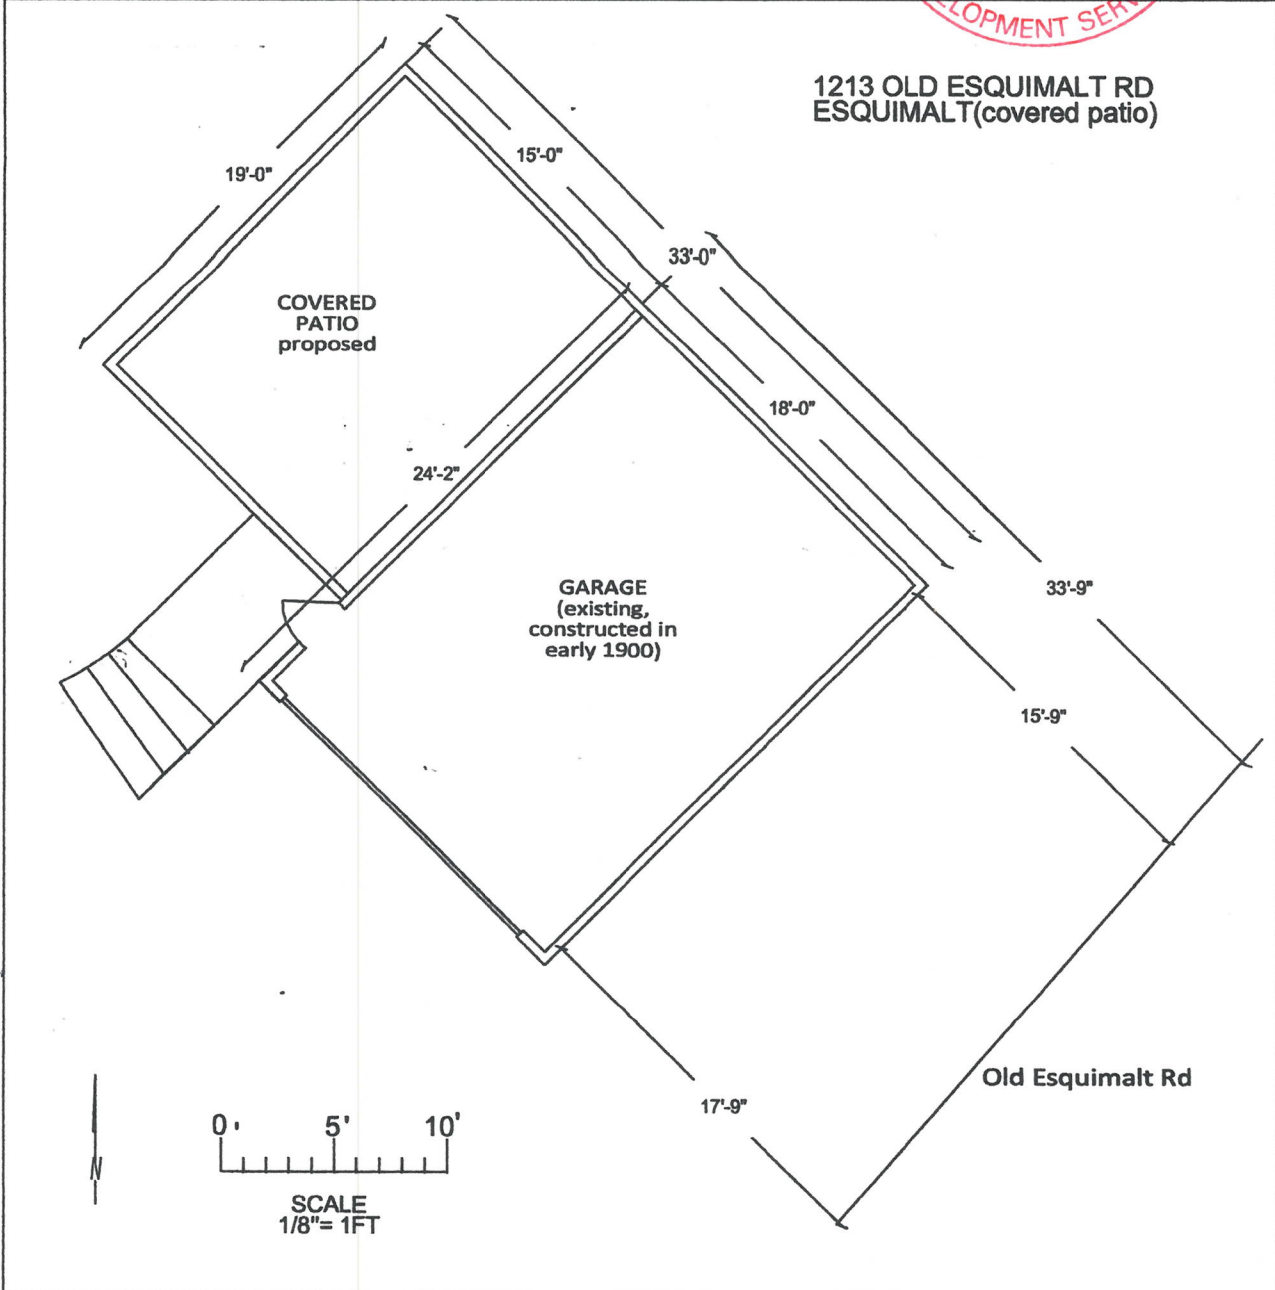 ELOPMENT SERV
1213 OLD ESQUIMALT RD
ESQUIMALT(covered patio)
15'-0"
19'-0"
33'-0"
COVERED
PATIO
proposed
18'-0"
24'-2"
GARAGE
(existing,
constructed in
early 1900)
33'-9"
15'-9"
Old Esquimalt Rd
17'-9"
0' 5' 10'
N
SCALE
1/8"= 1FT